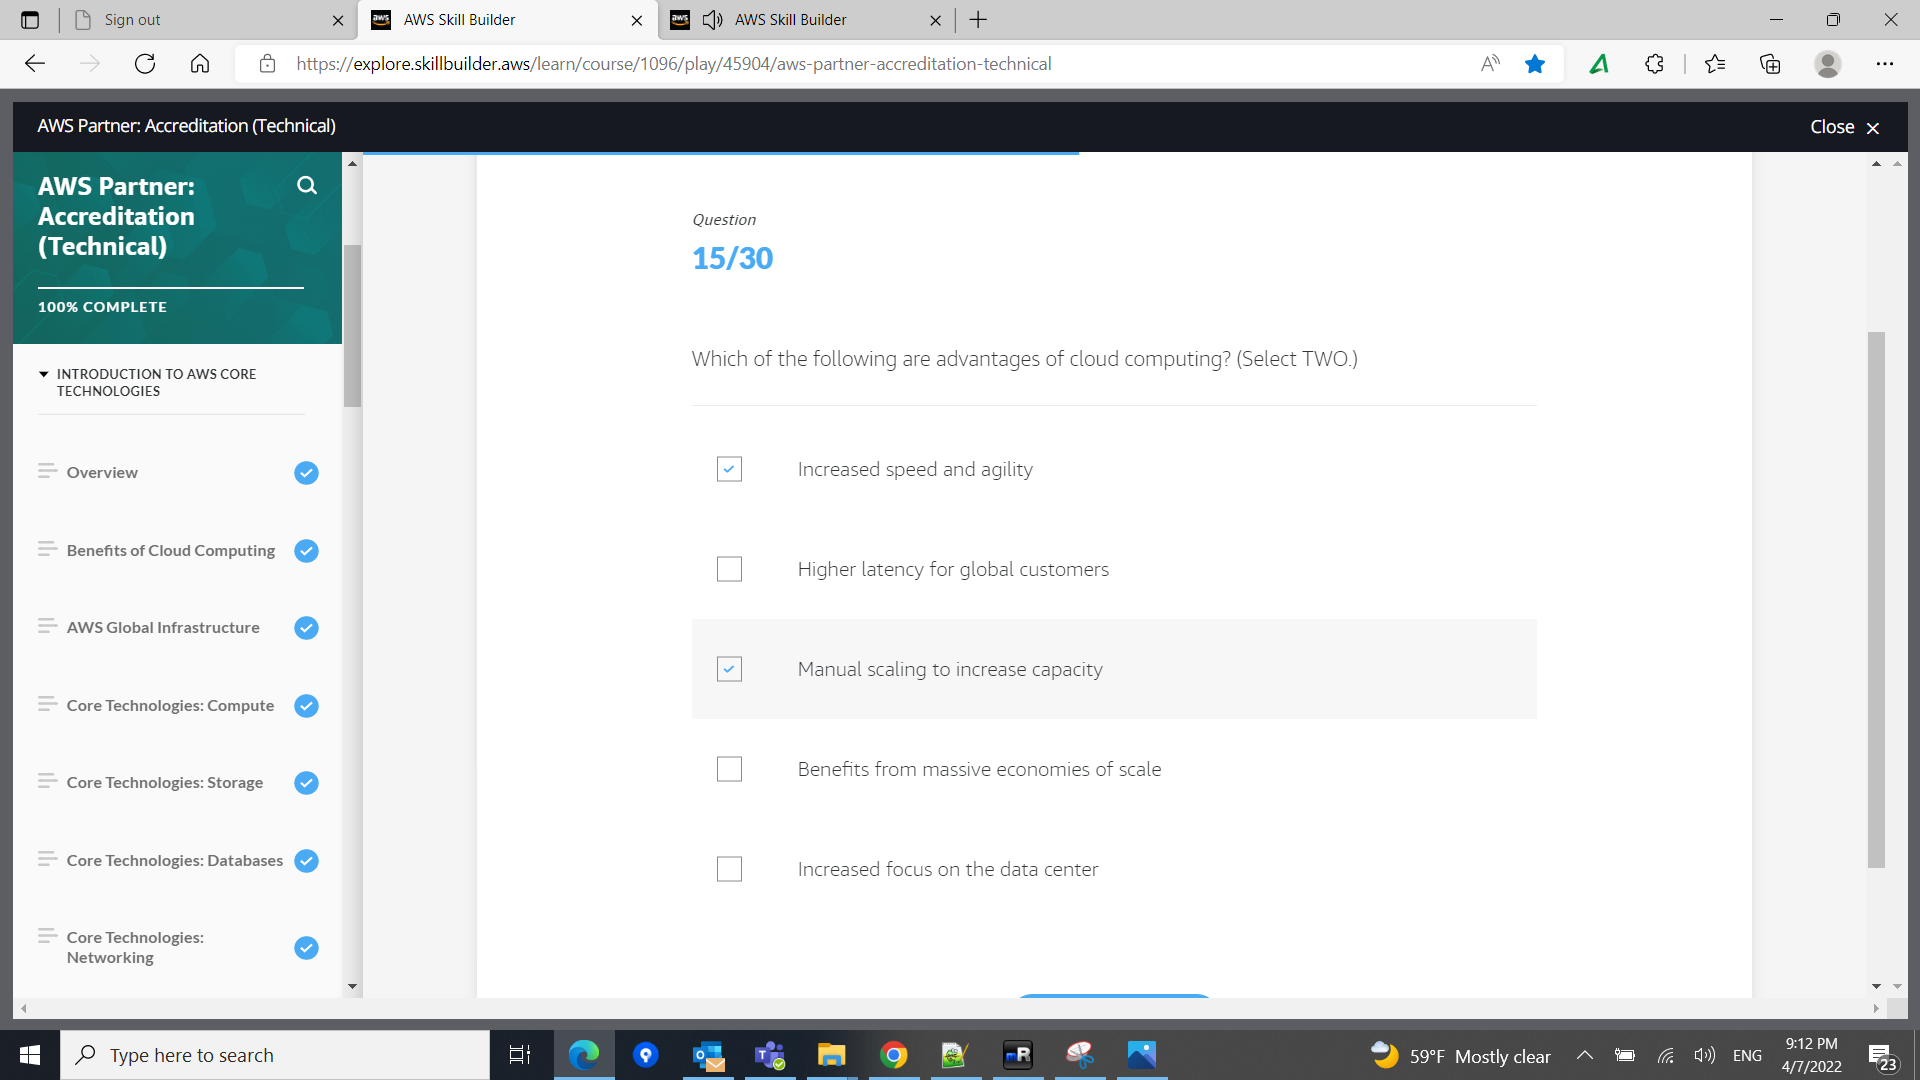 Sign out
AWS Skill Builder
AWS Skill Builder
https://explore.skillbuilder.aws/learn/course/1096/play/45904/aws-partner-accreditation-technical
AWS Partner: Accreditation (Technical)
Close
AWS Partner:
Accreditation
(Technical)
100% COMPLETE
INTRODUCTION TO AWS CORE
TECHNOLOGIES
Overview
Benefits of Cloud Computing
AWS Global Infrastructure
Core Technologies: Compute
Core Technologies: Storage
Core Technologies: Databases
Core Technologies:
Networking
Question
15/30
Which of the following are advantages of cloud computing? (Select TWO.)
Increased speed and agility
Higher latency for global customers
Manual scaling to increase capacity
Benefits from massive economies of scale
Increased focus on the data center
Type here to search
59°F Mostly clear
ENG
9:12 PM
4/7/2022
23